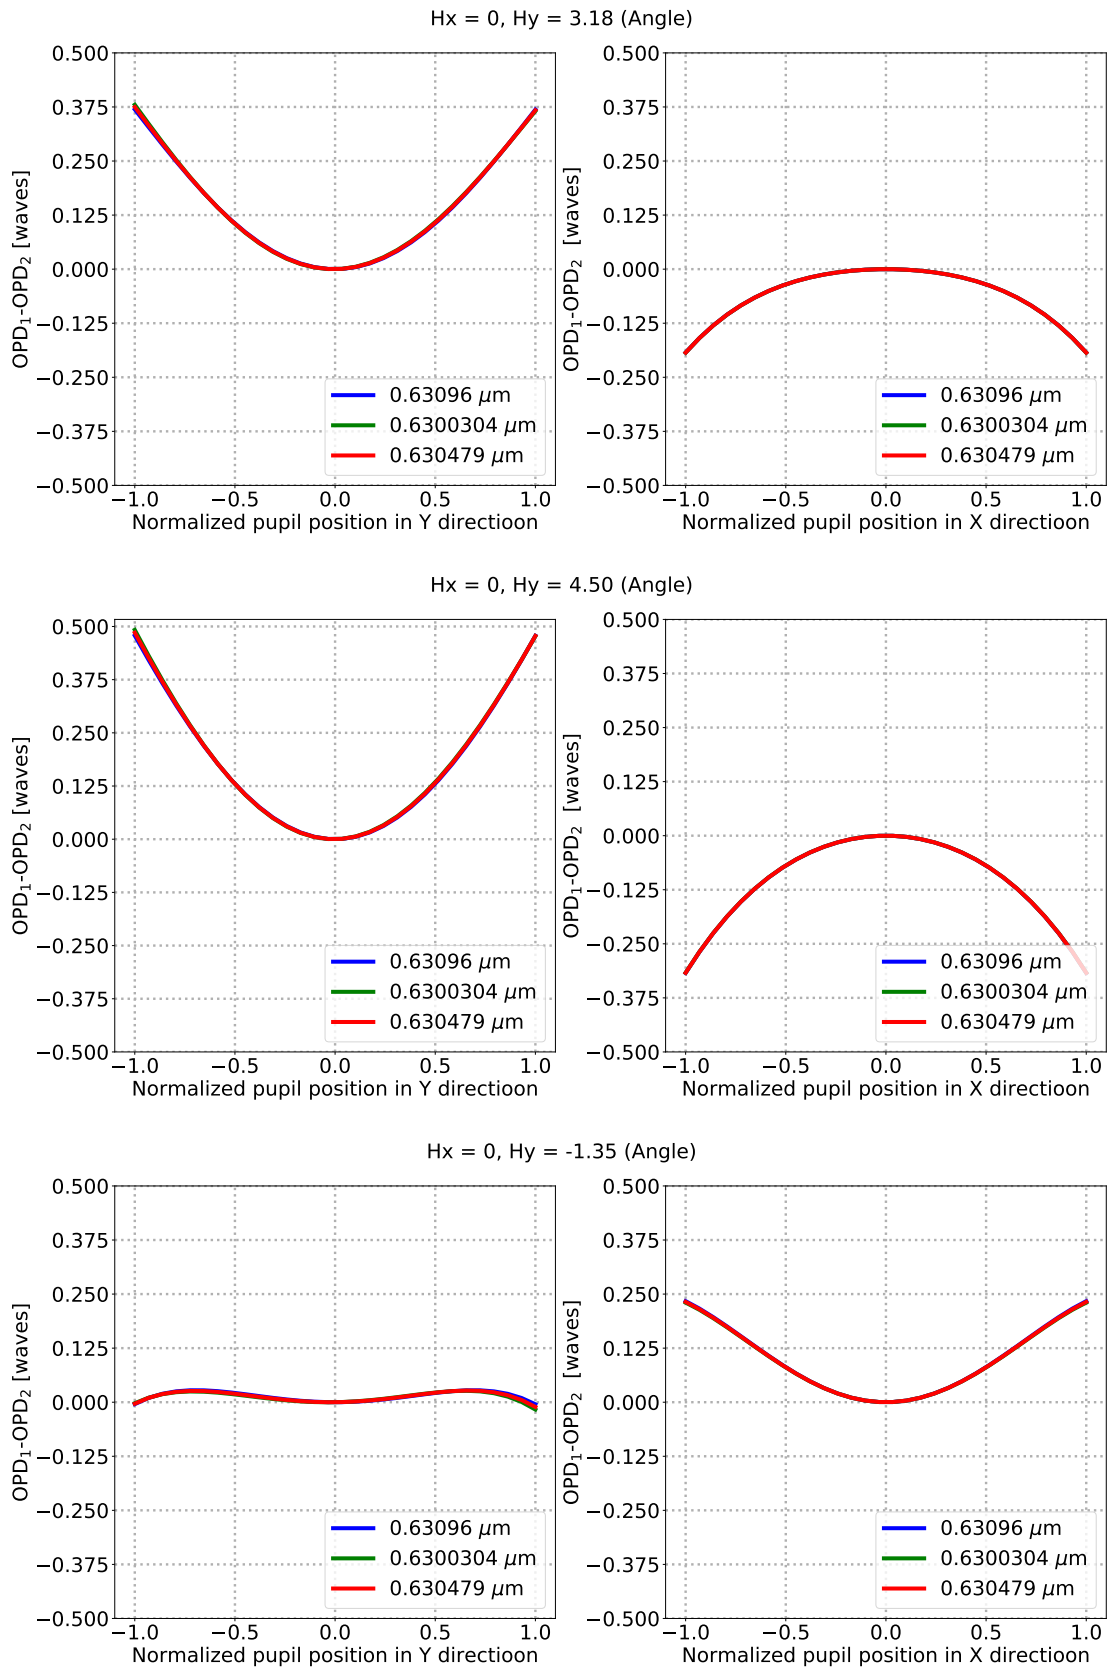 Hx = 0, Hy = 3.18 (Angle)
0.500
0.375
0.250
0.125
0.000
−0.125
−0.250
−0.375
−0.500
OPD₁-OPD₂ [waves]
0.63096 μm
0.6300304 μm
0.630479 μm
−1.0 −0.5 0.0 0.5 1.0
Normalized pupil position in Y directioon
0.500
0.375
0.250
0.125
0.000
−0.125
−0.250
−0.375
−0.500
OPD₁-OPD₂ [waves]
0.63096 μm
0.6300304 μm
0.630479 μm
−1.0 −0.5 0.0 0.5 1.0
Normalized pupil position in X directioon
Hx = 0, Hy = 4.50 (Angle)
0.500
0.375
0.250
0.125
0.000
−0.125
−0.250
−0.375
−0.500
OPD₁-OPD₂ [waves]
0.63096 μm
0.6300304 μm
0.630479 μm
−1.0 −0.5 0.0 0.5 1.0
Normalized pupil position in Y directioon
0.500
0.375
0.250
0.125
0.000
−0.125
−0.250
−0.375
−0.500
OPD₁-OPD₂ [waves]
0.63096 μm
0.6300304 μm
0.630479 μm
−1.0 −0.5 0.0 0.5 1.0
Normalized pupil position in X directioon
Hx = 0, Hy = -1.35 (Angle)
0.500
0.375
0.250
0.125
0.000
−0.125
−0.250
−0.375
−0.500
OPD₁-OPD₂ [waves]
0.63096 μm
0.6300304 μm
0.630479 μm
−1.0 −0.5 0.0 0.5 1.0
Normalized pupil position in Y directioon
0.500
0.375
0.250
0.125
0.000
−0.125
−0.250
−0.375
−0.500
OPD₁-OPD₂ [waves]
0.63096 μm
0.6300304 μm
0.630479 μm
−1.0 −0.5 0.0 0.5 1.0
Normalized pupil position in X directioon